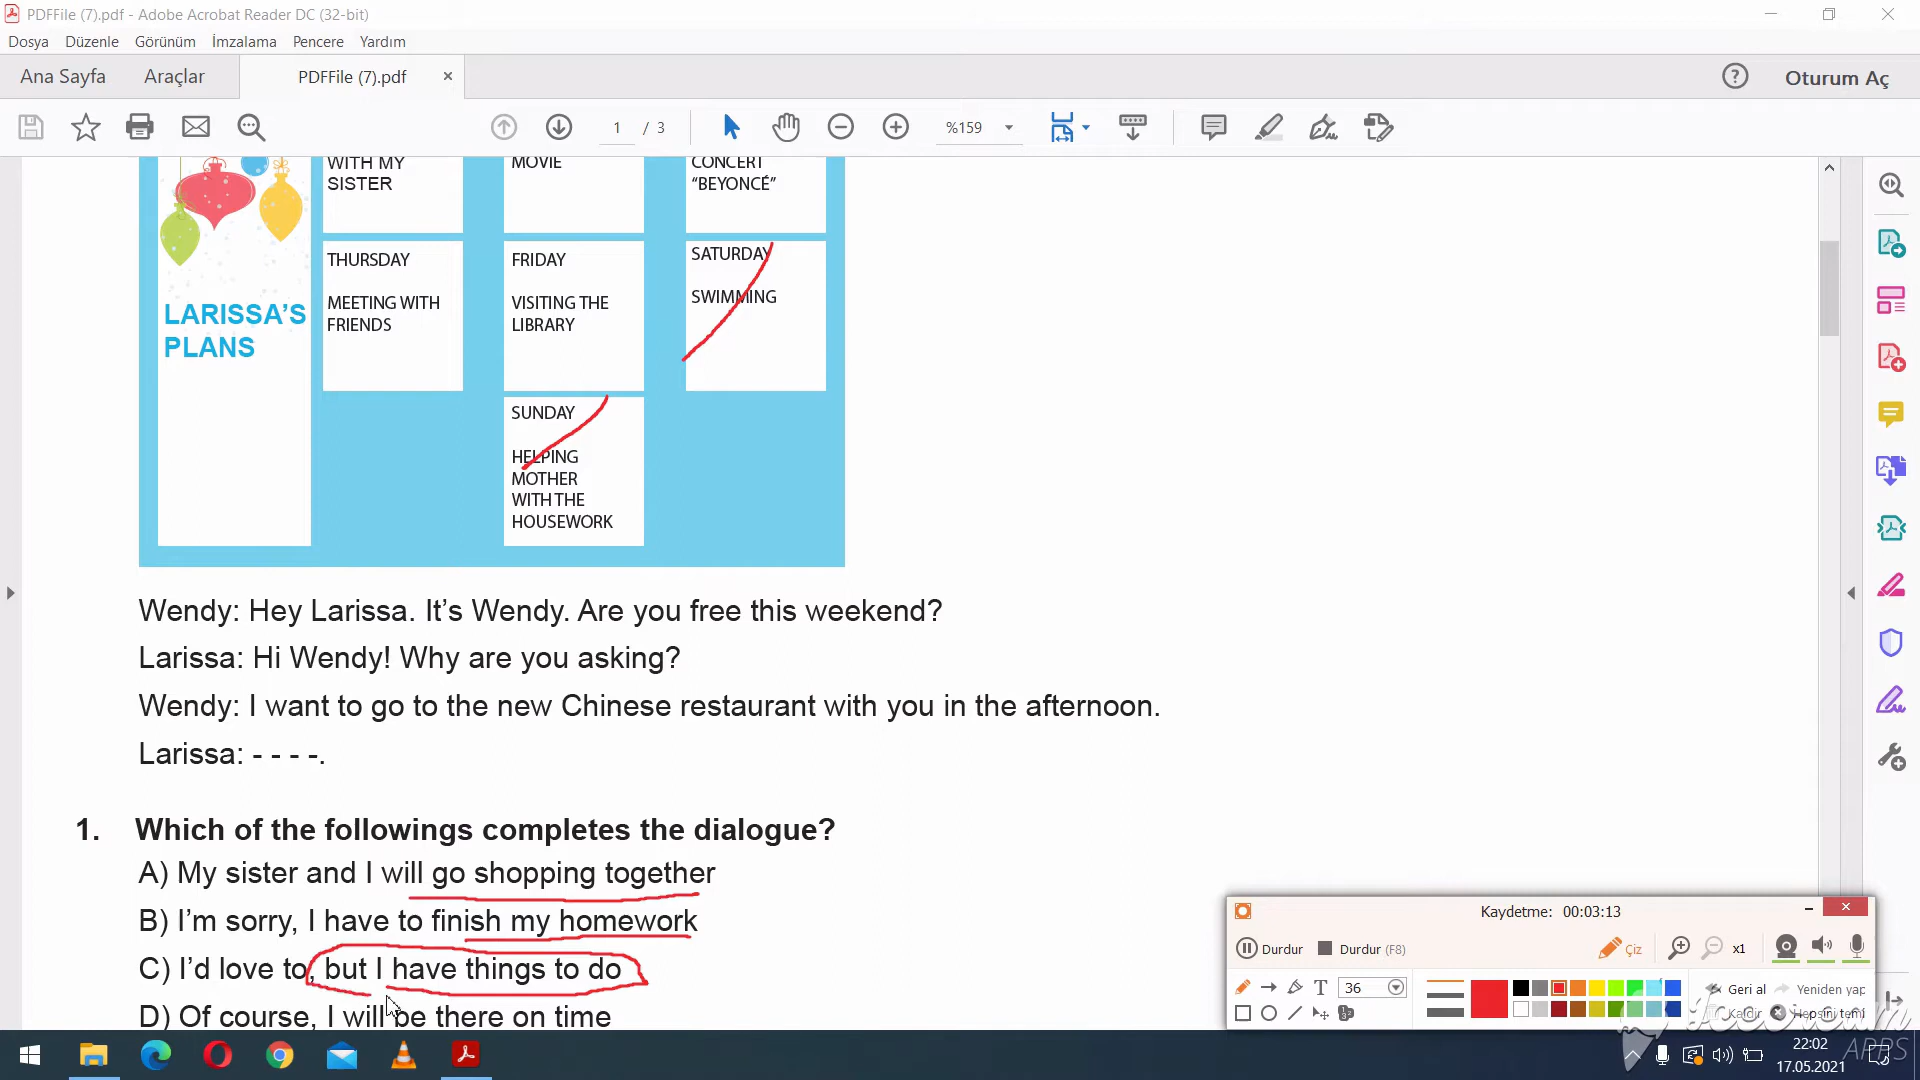 PDFFile (7).pdf - Adobe Acrobat Reader DC (32-bit)
Dosya Düzenle Görünüm İmzalama Pencere Yardım
Ana Sayfa Araçlar PDFFile (7).pdf × Oturum Aç
1 / 3 %159
WITH MY
SISTER
MOVIE
CONCERT
“BEYONCÉ”
LARISSA’S
PLANS
THURSDAY
MEETING WITH
FRIENDS
FRIDAY
VISITING THE
LIBRARY
SATURDAY
SWIMMING
SUNDAY
HELPING
MOTHER
WITH THE
HOUSEWORK
Wendy: Hey Larissa. It’s Wendy. Are you free this weekend?
Larissa: Hi Wendy! Why are you asking?
Wendy: I want to go to the new Chinese restaurant with you in the afternoon.
Larissa: - - - -.
1. Which of the followings completes the dialogue?
A) My sister and I will go shopping together
B) I’m sorry, I have to finish my homework
C) I’d love to, but I have things to do
D) Of course, I will be there on time
Kaydetme: 00:03:13
Durdur Durdur (F8) Çiz x1
T 36 Geri al Yeniden yap
Kaldır Hepsini temi
Icecream
APPS
22:02
17.05.2021